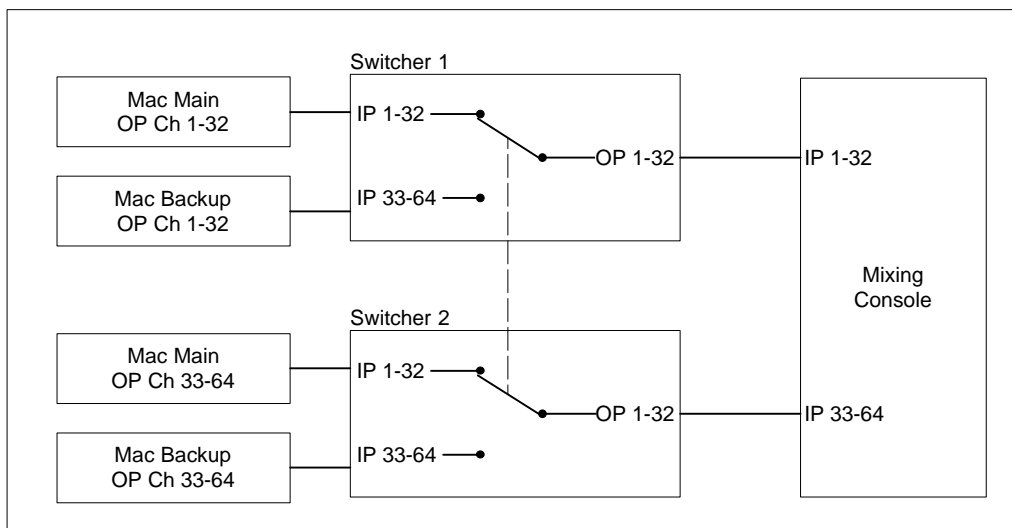 Switcher 1
Mac Main
OP Ch 1-32
IP 1-32
OP 1-32
IP 1-32
Mac Backup
OP Ch 1-32
IP 33-64
Mixing
Console
Switcher 2
Mac Main
OP Ch 33-64
IP 1-32
OP 1-32
IP 33-64
Mac Backup
OP Ch 33-64
IP 33-64